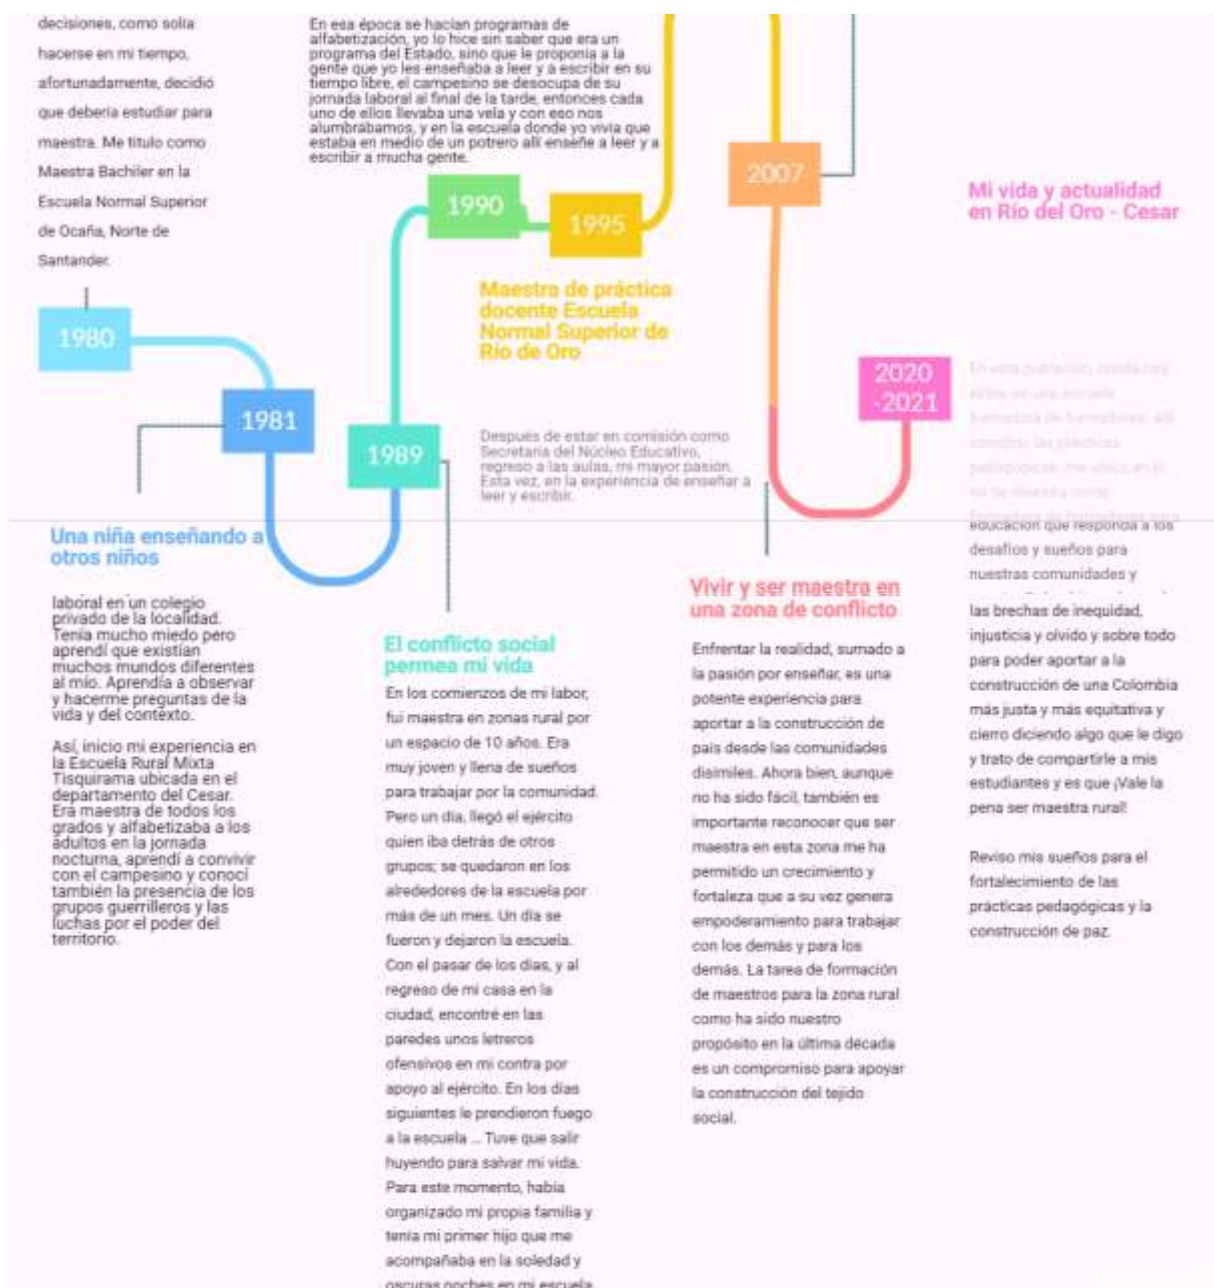 decisiones, como solía
hacerse en mi tiempo,
afortunadamente, decidió
que debería estudiar para
maestra. Me titulo como
Maestra Bachiller en la
Escuela Normal Superior
de Ocaña, Norte de
Santander.
1980
En esa época se hacían programas de
alfabetización, yo lo hice sin saber que era un
programa del Estado, sino que le proponía a la
gente que yo les enseñaba a leer y a escribir en su
tiempo libre, el campesino se desocupa de su
jornada laboral al final de la tarde, entonces cada
uno de ellos llevaba una vela y con eso nos
alumbrábamos, y en la escuela donde yo vivía que
estaba en medio de un potrero allí enseñe a leer y a
escribir a mucha gente.
1990
1995
2007
Mi vida y actualidad
en Río del Oro - Cesar
Maestra de práctica
docente Escuela
Normal Superior de
Río de Oro
1981
1989
2020
-2021
Después de estar en comisión como
Secretaria del Núcleo Educativo,
regreso a las aulas, mi mayor pasión.
Esta vez, en la experiencia de enseñar a
leer y escribir.
Una niña enseñando a
otros niños
laboral en un colegio
privado de la localidad.
Tenía mucho miedo pero
aprendí que existían
muchos mundos diferentes
al mío. Aprendía a observar
y hacerme preguntas de la
vida y del contexto.
Así, inicio mi experiencia en
la Escuela Rural Mixta
Tisquirama ubicada en el
departamento del Cesar.
Era maestra de todos los
grados y alfabetizaba a los
adultos en la jornada
nocturna, aprendí a convivir
con el campesino y conocí
también la presencia de los
grupos guerrilleros y las
luchas por el poder del
territorio.
El conflicto social
permea mi vida
En los comienzos de mi labor,
fui maestra en zonas rural por
un espacio de 10 años. Era
muy joven y llena de sueños
para trabajar por la comunidad.
Pero un día, llegó el ejército
quien iba detrás de otros
grupos; se quedaron en los
alrededores de la escuela por
más de un mes. Un día se
fueron y dejaron la escuela.
Con el pasar de los días, y al
regreso de mi casa en la
ciudad, encontré en las
paredes unos letreros
ofensivos en mi contra por
apoyo al ejército. En los días
siguientes le prendieron fuego
a la escuela ... Tuve que salir
huyendo para salvar mi vida.
Para este momento, había
organizado mi propia familia y
tenía mi primer hijo que me
acompañaba en la soledad y
oscuras noches en mi escuela
Vivir y ser maestra en
una zona de conflicto
Enfrentar la realidad, sumado a
la pasión por enseñar, es una
potente experiencia para
aportar a la construcción de
país desde las comunidades
disímiles. Ahora bien, aunque
no ha sido fácil, también es
importante reconocer que ser
maestra en esta zona me ha
permitido un crecimiento y
fortaleza que a su vez genera
empoderamiento para trabajar
con los demás y para los
demás. La tarea de formación
de maestros para la zona rural
como ha sido nuestro
propósito en la última década
es un compromiso para apoyar
la construcción del tejido
social.
educación que responda a los
desafíos y sueños para
nuestras comunidades y
las brechas de inequidad,
injusticia y olvido y sobre todo
para poder aportar a la
construcción de una Colombia
más justa y más equitativa y
cierro diciendo algo que le digo
y trato de compartirle a mis
estudiantes y es que ¡Vale la
pena ser maestra rural!
Reviso mis sueños para el
fortalecimiento de las
prácticas pedagógicas y la
construcción de paz.